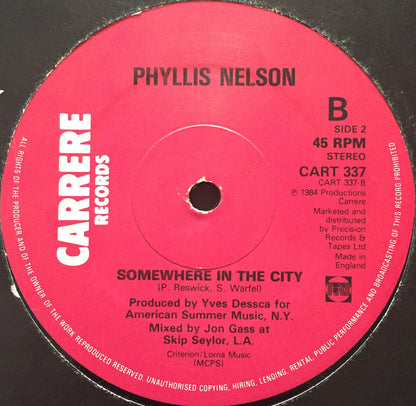 PHYLLIS NELSON
CARRERE
RECORDS
B
SIDE 2
45 RPM
STEREO
CART 337
CART 337-B
℗ 1984 Productions
Carrere
Marketed and
distributed
by Precision
Records &
Tapes Ltd
Made in
England
SOMEWHERE IN THE CITY
(P. Reswick, S. Warfel)
Produced by Yves Dessca for
American Summer Music, N.Y.
Mixed by Jon Gass at
Skip Seylor, L.A.
Criterion/Lorna Music
(MCPS)
ALL RIGHTS OF THE PRODUCER AND OF THE OWNER OF THE WORK REPRODUCED RESERVED. UNAUTHORISED COPYING, HIRING, LENDING, RENTAL, PUBLIC PERFORMANCE AND BROADCASTING OF THIS RECORD PROHIBITED